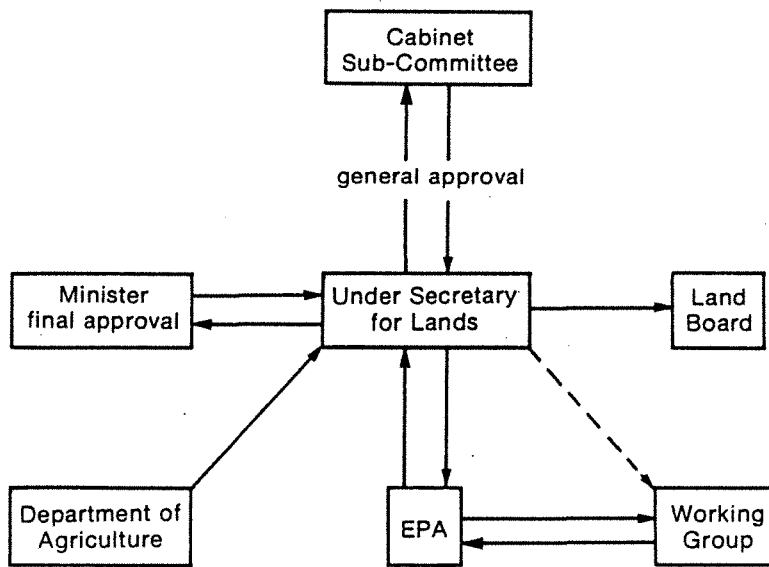 Cabinet
Sub-Committee
general approval
Minister
final approval
Under Secretary
for Lands
Land
Board
Department of
Agriculture
EPA
Working
Group